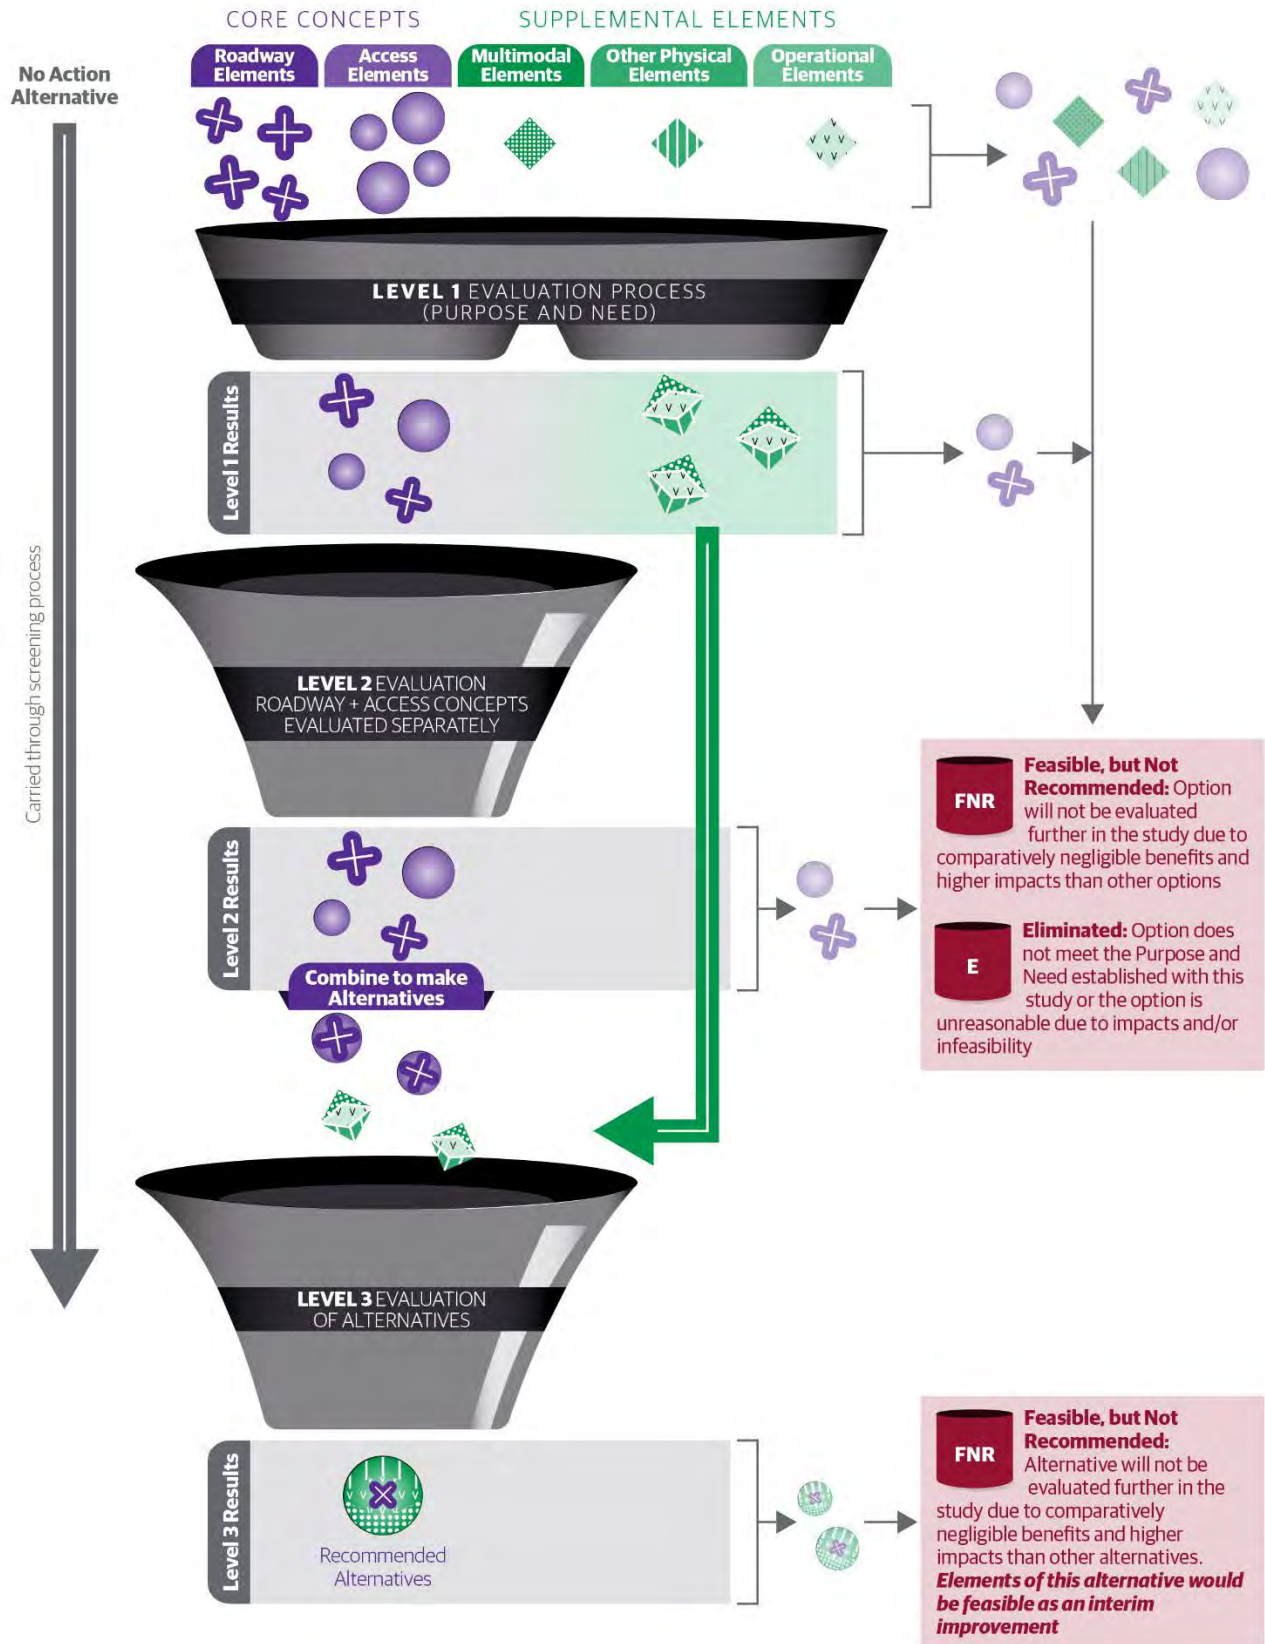 CORE CONCEPTS
SUPPLEMENTAL ELEMENTS
No Action
Alternative
Roadway
Elements
Access
Elements
Multimodal
Elements
Other Physical
Elements
Operational
Elements
LEVEL 1 EVALUATION PROCESS
(PURPOSE AND NEED)
Level 1 Results
Carried through screening process
LEVEL 2 EVALUATION
ROADWAY + ACCESS CONCEPTS
EVALUATED SEPARATELY
FNR
Feasible, but Not
Recommended: Option
will not be evaluated
further in the study due to
comparatively negligible benefits and
higher impacts than other options
E
Eliminated: Option does
not meet the Purpose and
Need established with this
study or the option is
unreasonable due to impacts and/or
infeasibility
Level 2 Results
Combine to make
Alternatives
LEVEL 3 EVALUATION
OF ALTERNATIVES
Level 3 Results
Recommended
Alternatives
FNR
Feasible, but Not
Recommended:
Alternative will not be
evaluated further in the
study due to comparatively
negligible benefits and higher
impacts than other alternatives.
Elements of this alternative would
be feasible as an interim
improvement